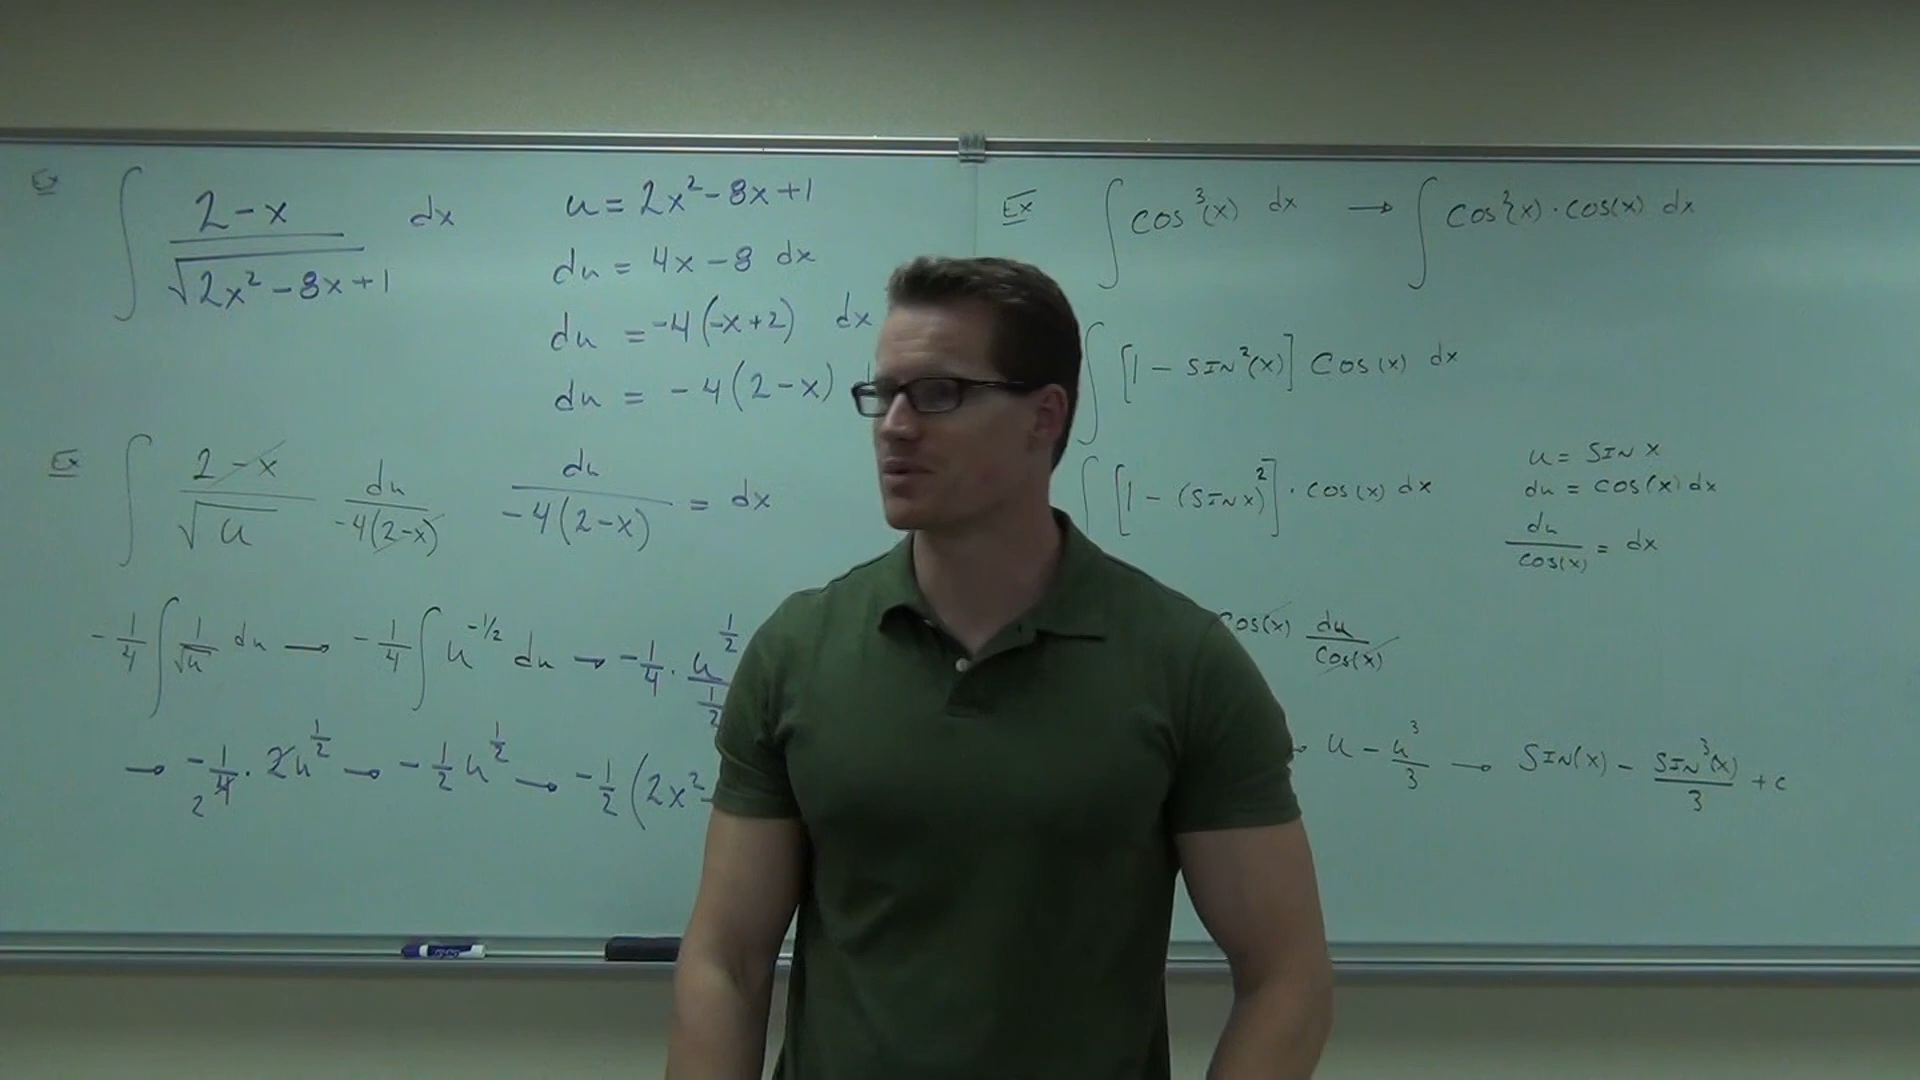 Ex ∫ (2-x)/√(2x²-8x+1) dx
u = 2x²-8x+1
du = 4x-8 dx
du = -4(-x+2) dx
du = -4(2-x)
Ex ∫ (2-x)/√u du/(-4(2-x))
du/(-4(2-x)) = dx
-1/4 ∫ 1/√u du → -1/4 ∫ u^(-1/2) du → -1/4 · u^(1/2)/(1/2)
→ -1/4 · 2u^(1/2) → -1/2 u^(1/2) → -1/2 (2x²-
Ex ∫ cos³(x) dx → ∫ cos²(x) · cos(x) dx
∫ [1 - SIN²(x)] cos(x) dx
∫ [1 - (SIN x)²] · cos(x) dx
u = SIN x
du = cos(x) dx
du/cos(x) = dx
cos(x) du/cos(x)
u - u³/3 → SIN(x) - SIN³(x)/3 + c